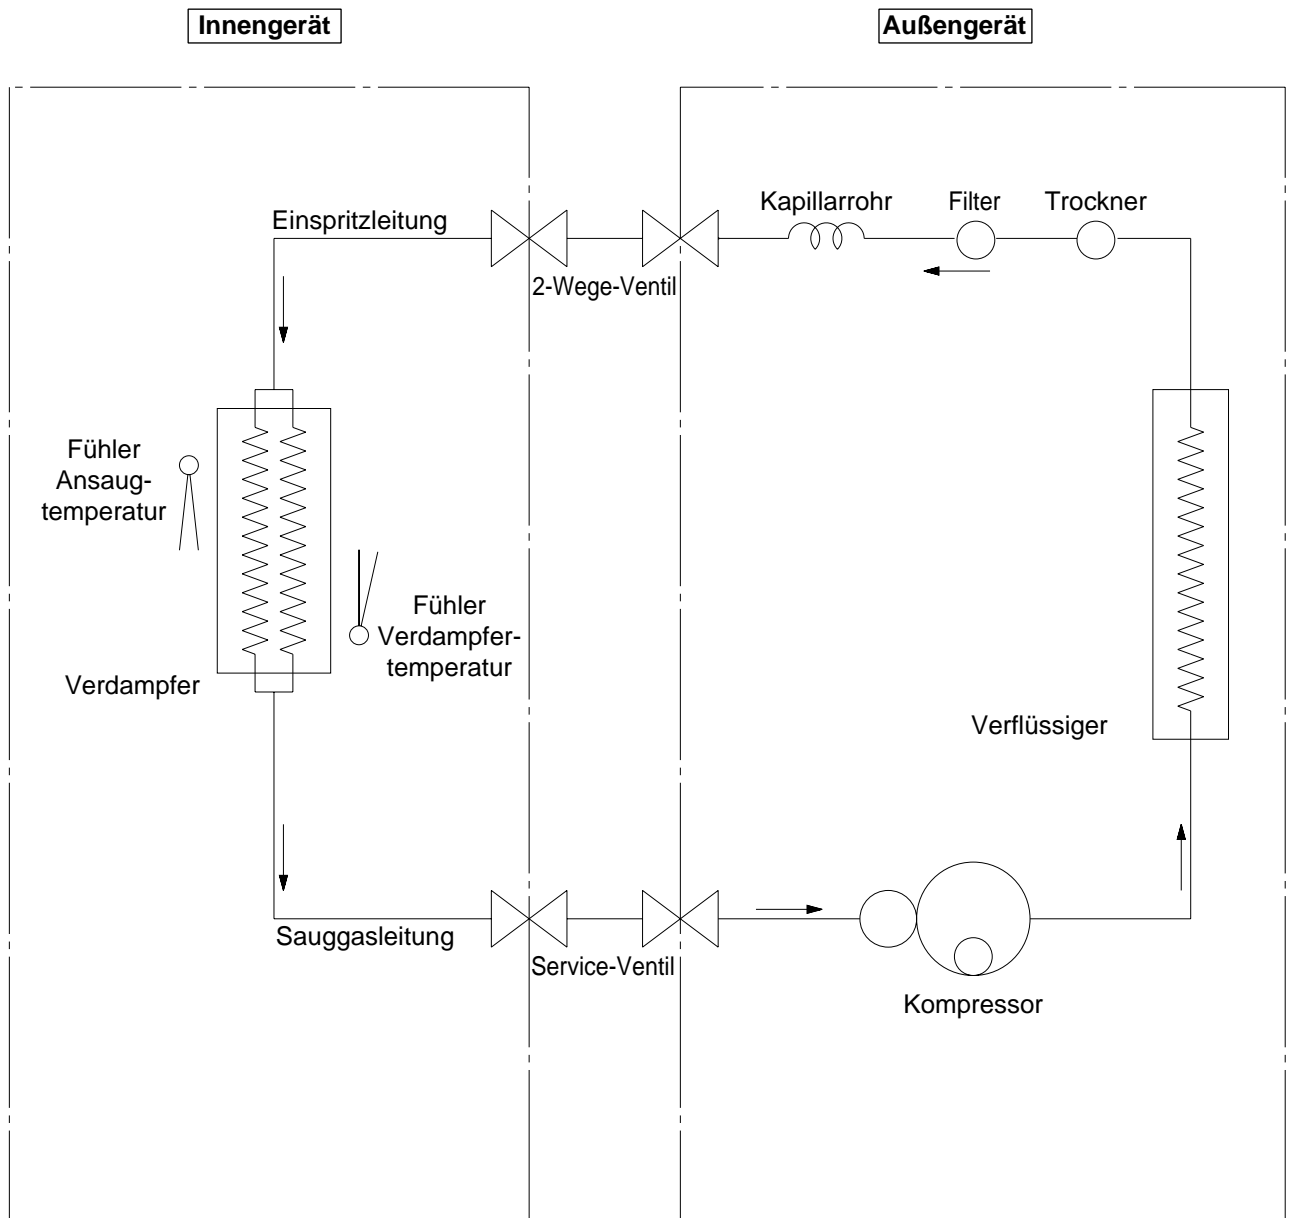 Innengerät
Außengerät
Kapillarrohr
Filter
Trockner
Einspritzleitung
2-Wege-Ventil
Fühler
Ansaug-
temperatur
Fühler
Verdampfer-
temperatur
Verdampfer
Verflüssiger
Sauggasleitung
Service-Ventil
Kompressor